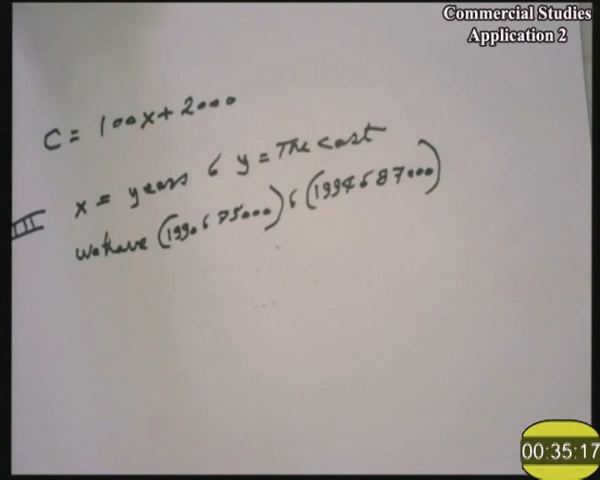 Commercial Studies
Application 2
C = 100x + 2000
III x = years , y = The cost
we have (1990, 75000) , (1994, 87000)
00:35:17